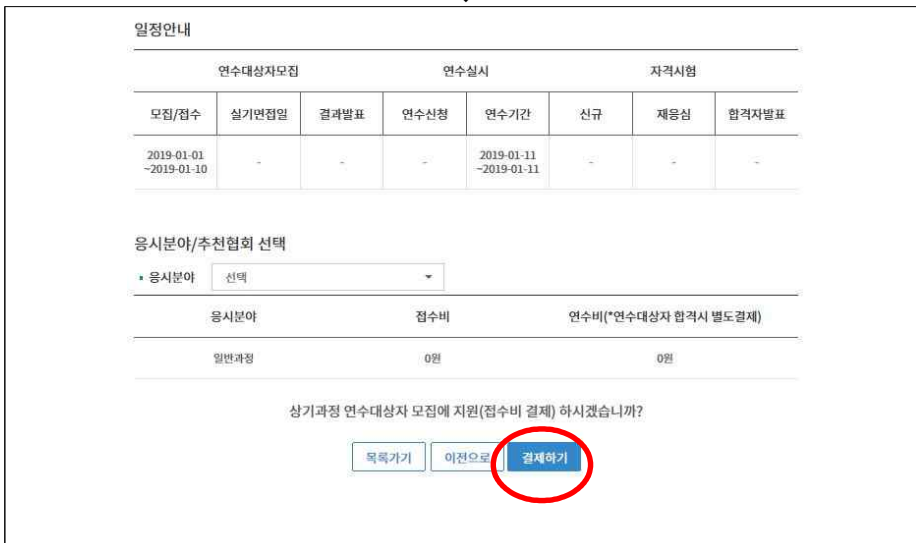 일정안내
연수대상자모집 연수실시 자격시험
모집/접수 실기면접일 결과발표 연수신청 연수기간 신규 재응심 합격자발표
2019-01-01 2019-01-11
~2019-01-10 - - - ~2019-01-11 - - -
응시분야/추천협회 선택
응시분야 선택
응시분야 접수비 연수비(*연수대상자 합격시 별도결제)
일반과정 0원 0원
상기과정 연수대상자 모집에 지원(접수비 결제) 하시겠습니까?
목록가기 이전으로 결제하기